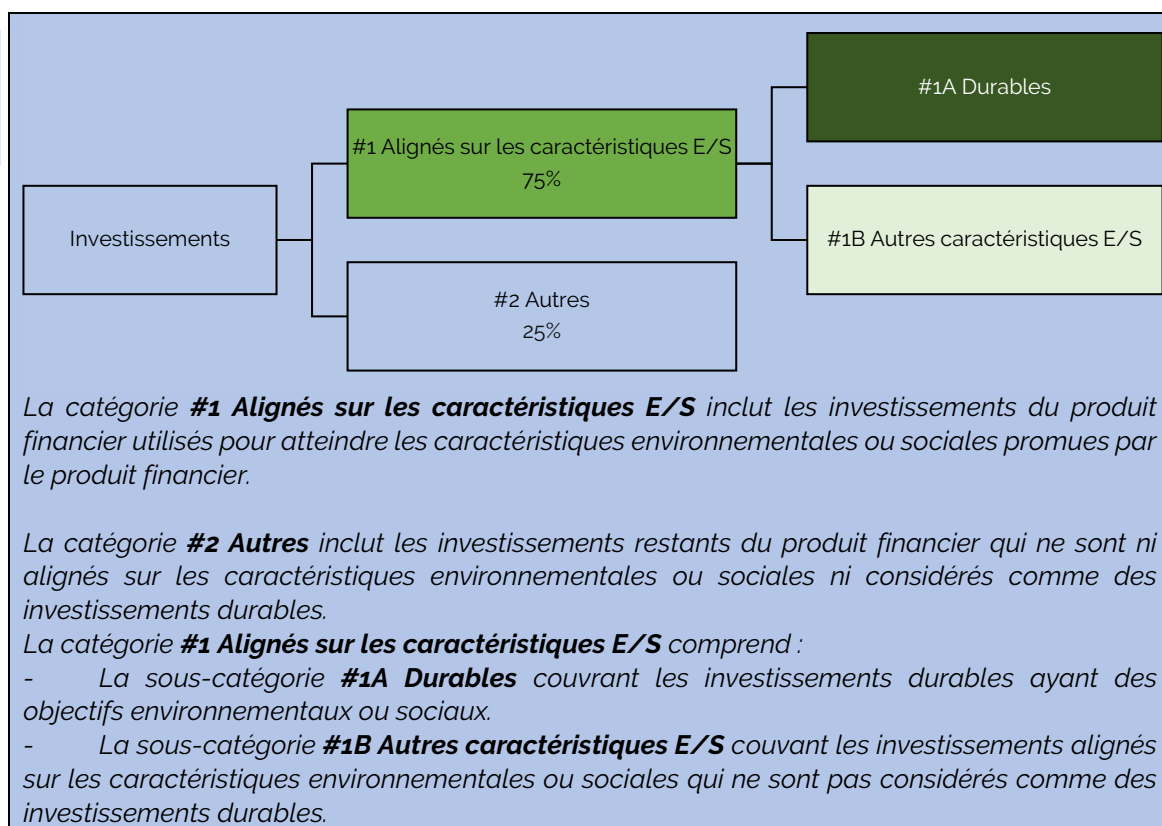 #1A Durables
#1 Alignés sur les caractéristiques E/S
75%
Investissements
#1B Autres caractéristiques E/S
#2 Autres
25%
La catégorie #1 Alignés sur les caractéristiques E/S inclut les investissements du produit
financier utilisés pour atteindre les caractéristiques environnementales ou sociales promues par
le produit financier.
La catégorie #2 Autres inclut les investissements restants du produit financier qui ne sont ni
alignés sur les caractéristiques environnementales ou sociales ni considérés comme des
investissements durables.
La catégorie #1 Alignés sur les caractéristiques E/S comprend :
- La sous-catégorie #1A Durables couvrant les investissements durables ayant des
objectifs environnementaux ou sociaux.
- La sous-catégorie #1B Autres caractéristiques E/S couvant les investissements alignés
sur les caractéristiques environnementales ou sociales qui ne sont pas considérés comme des
investissements durables.